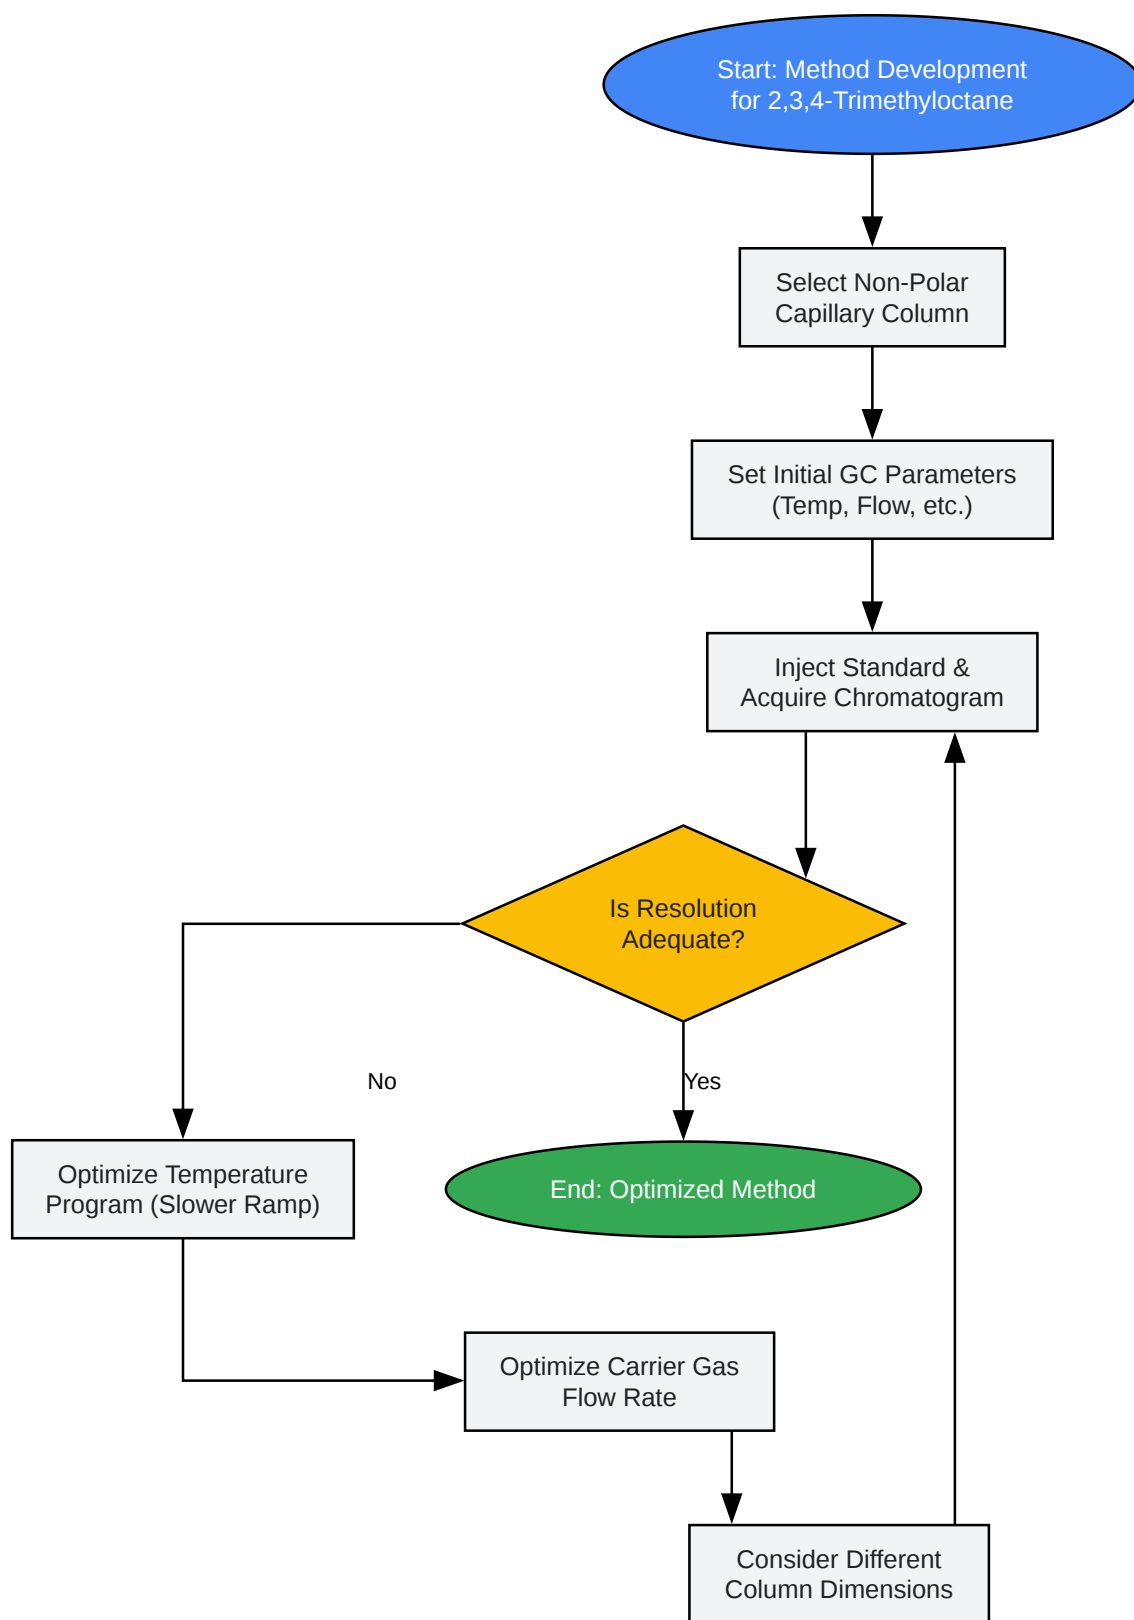 Start: Method Development
for 2,3,4-Trimethyloctane
Select Non-Polar
Capillary Column
Set Initial GC Parameters
(Temp, Flow, etc.)
Inject Standard &
Acquire Chromatogram
Is Resolution
Adequate?
No
Yes
Optimize Temperature
Program (Slower Ramp)
End: Optimized Method
Optimize Carrier Gas
Flow Rate
Consider Different
Column Dimensions